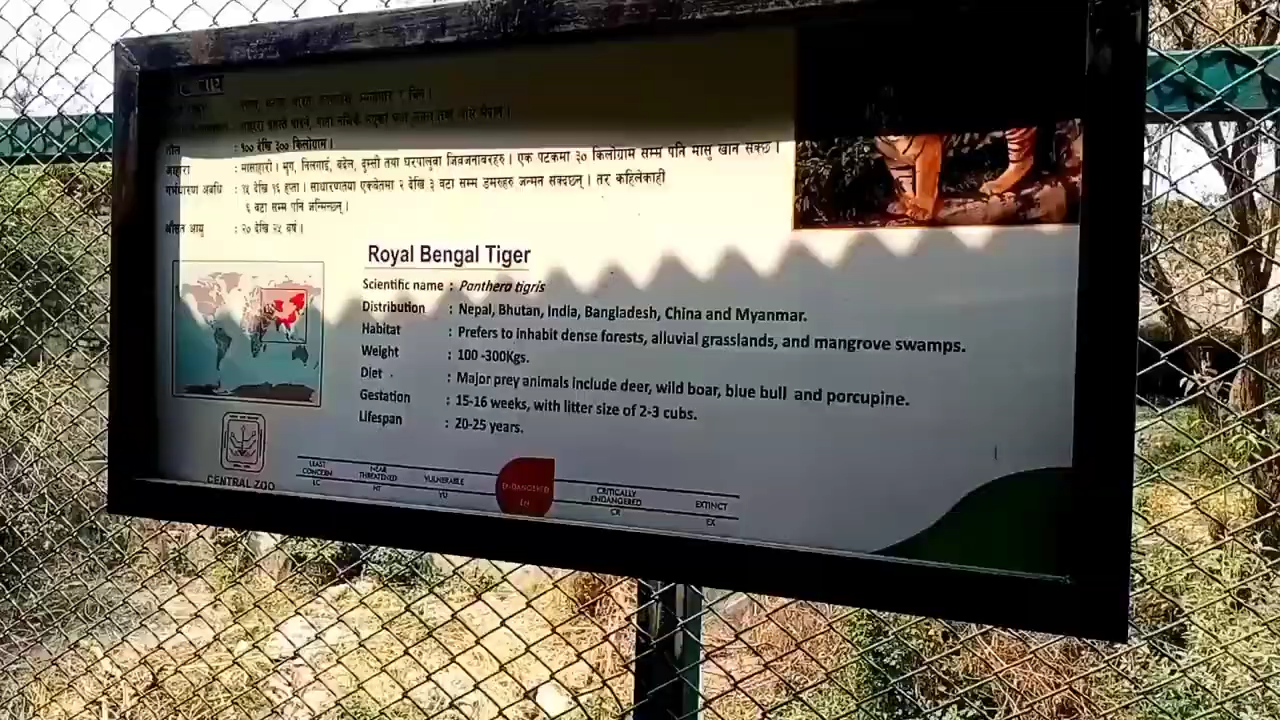 बाघ
: १०० देखि ३०० किलोग्राम।
आहारा : मासाहारी। मृग, निलगाई, बदेल, दुम्सी तथा घरपालुवा जिवजनावरहरु। एक पटकमा ३० किलोग्राम सम्म पनि मासु खान सक्छ।
गर्भधारण अवधि : १५ देखि १६ हप्ता। साधारणतया एकवेतमा २ देखि ३ वटा सम्म डमरुहरु जन्मन सक्दछन्। तर कहिलेकाही
६ वटा सम्म पनि जन्मिन्छन्।
औसत आयु : २० देखि २५ बर्ष।
Royal Bengal Tiger
Scientific name : Panthera tigris
Distribution : Nepal, Bhutan, India, Bangladesh, China and Myanmar.
Habitat : Prefers to inhabit dense forests, alluvial grasslands, and mangrove swamps.
Weight : 100 -300Kgs.
Diet : Major prey animals include deer, wild boar, blue bull and porcupine.
Gestation : 15-16 weeks, with litter size of 2-3 cubs.
Lifespan : 20-25 years.
CENTRAL ZOO
LEAST CONCERN LC
NEAR THREATENED NT
VULNERABLE VU
ENDANGERED EN
CRITICALLY ENDANGERED CR
EXTINCT EX